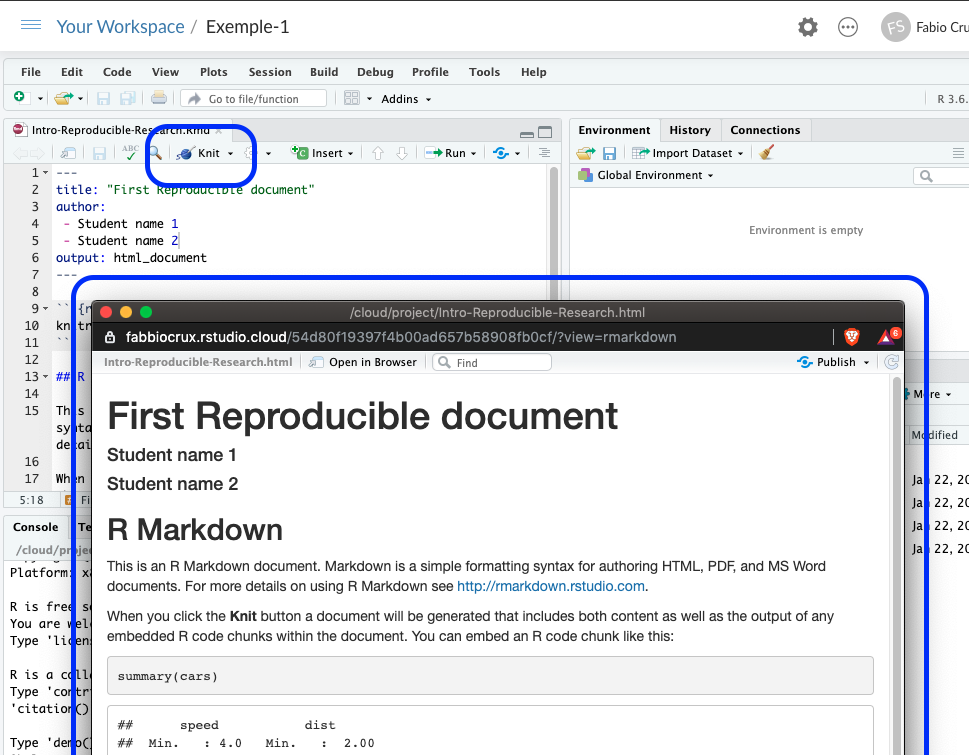 Your Workspace / Exemple-1
FS Fabio Cru
File Edit Code View Plots Session Build Debug Profile Tools Help
Go to file/function Addins R 3.6.
Intro-Reproducible-Research.Rmd ×
ABC Knit Insert Run
1 ---
2 title: "First Reproducible document"
3 author:
4 - Student name 1
5 - Student name 2
6 output: html_document
7 ---
8
9 ``
10 knitr
11 ``
12
13 ## R
14
15 This
synta
detai
16
17 When
5:18
Console Te
/cloud/projec
Platform: x8
R is free so
You are welc
Type 'licens
R is a colla
Type 'contri
'citation()'
Type 'demo()
Environment History Connections
Import Dataset
Global Environment
Environment is empty
More
Modified
Jan 22, 20
Jan 22, 20
Jan 22, 20
Jan 22, 20
/cloud/project/Intro-Reproducible-Research.html
fabbiocrux.rstudio.cloud/54d80f19397f4b00ad657b58908fb0cf/?view=rmarkdown 6
Intro-Reproducible-Research.html Open in Browser Find Publish
First Reproducible document
Student name 1
Student name 2
R Markdown
This is an R Markdown document. Markdown is a simple formatting syntax for authoring HTML, PDF, and MS Word
documents. For more details on using R Markdown see http://rmarkdown.rstudio.com.
When you click the Knit button a document will be generated that includes both content as well as the output of any
embedded R code chunks within the document. You can embed an R code chunk like this:
summary(cars)
## speed dist
## Min. : 4.0 Min. : 2.00